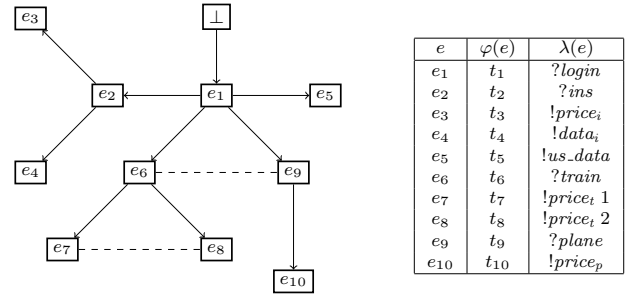 e3 ⊥
e2 e1 e5
e4 e6 e9
e7 e8
e10
e φ(e) λ(e)
e1 t1 ?login
e2 t2 ?ins
e3 t3 !price_i
e4 t4 !data_i
e5 t5 !us_data
e6 t6 ?train
e7 t7 !price_t 1
e8 t8 !price_t 2
e9 t9 ?plane
e10 t10 !price_p